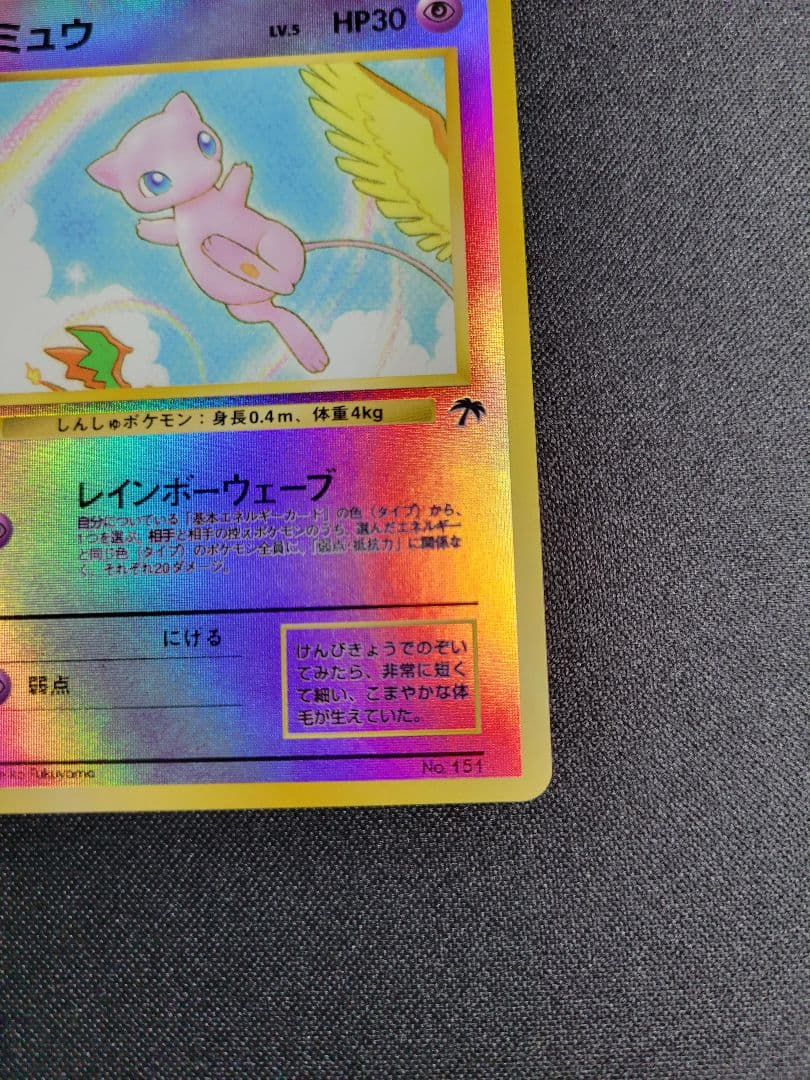 ミュウ LV.5 HP30
しんしゅポケモン：身長0.4m、体重4kg
レインボーウェーブ
自分についている「基本エネルギーカード」の色（タイプ）から、
1つを選ぶ。相手と相手の控えポケモンのうち、選んだエネルギー
と同じ色（タイプ）のポケモン全員に、「弱点・抵抗力」に関係な
く、それぞれ20ダメージ。
にげる
弱点
けんびきょうでのぞい
てみたら、非常に短く
て細い、こまやかな体
毛が生えていた。
Fukuyama
No.151